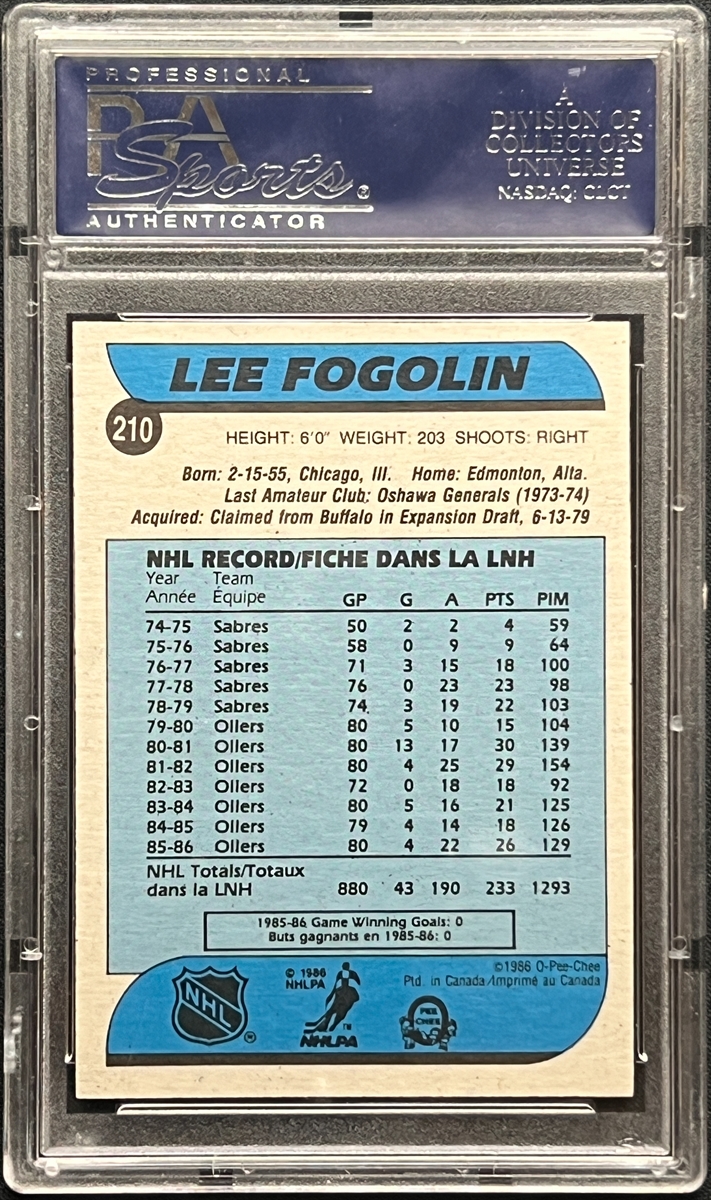 PROFESSIONAL
PSA
Sports®
AUTHENTICATOR
A
DIVISION OF
COLLECTORS
UNIVERSE
NASDAQ: CLCT
LEE FOGOLIN
210
HEIGHT: 6'0" WEIGHT: 203 SHOOTS: RIGHT
Born: 2-15-55, Chicago, Ill. Home: Edmonton, Alta.
Last Amateur Club: Oshawa Generals (1973-74)
Acquired: Claimed from Buffalo in Expansion Draft, 6-13-79
NHL RECORD/FICHE DANS LA LNH
Year Team
Année Équipe GP G A PTS PIM
74-75 Sabres 50 2 2 4 59
75-76 Sabres 58 0 9 9 64
76-77 Sabres 71 3 15 18 100
77-78 Sabres 76 0 23 23 98
78-79 Sabres 74 3 19 22 103
79-80 Oilers 80 5 10 15 104
80-81 Oilers 80 13 17 30 139
81-82 Oilers 80 4 25 29 154
82-83 Oilers 72 0 18 18 92
83-84 Oilers 80 5 16 21 125
84-85 Oilers 79 4 14 18 126
85-86 Oilers 80 4 22 26 129
NHL Totals/Totaux
dans la LNH 880 43 190 233 1293
1985-86 Game Winning Goals: 0
Buts gagnants en 1985-86: 0
©1986 O-Pee-Chee
Ptd. in Canada/Imprimé au Canada
NHL
© 1986
NHLPA
NHLPA
PEE
CHEE